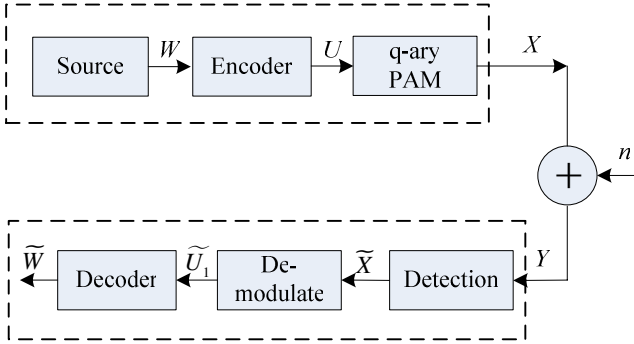 W U X
Source Encoder q-ary
PAM
n
+
W̃ Ũ₁ X̃ Y
Decoder De-
modulate Detection